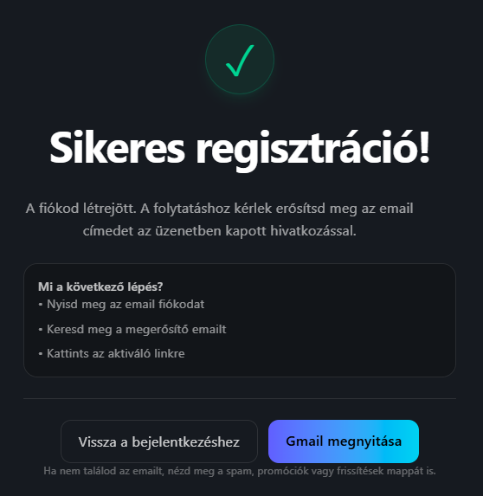 Sikeres regisztráció!
A fiókod létrejött. A folytatáshoz kérlek erősítsd meg az email
címedet az üzenetben kapott hivatkozással.
Mi a következő lépés?
• Nyisd meg az email fiókodat
• Keresd meg a megerősítő emailt
• Kattints az aktiváló linkre
Vissza a bejelentkezéshez
Gmail megnyitása
Ha nem találod az emailt, nézd meg a spam, promóciók vagy frissítések mappát is.